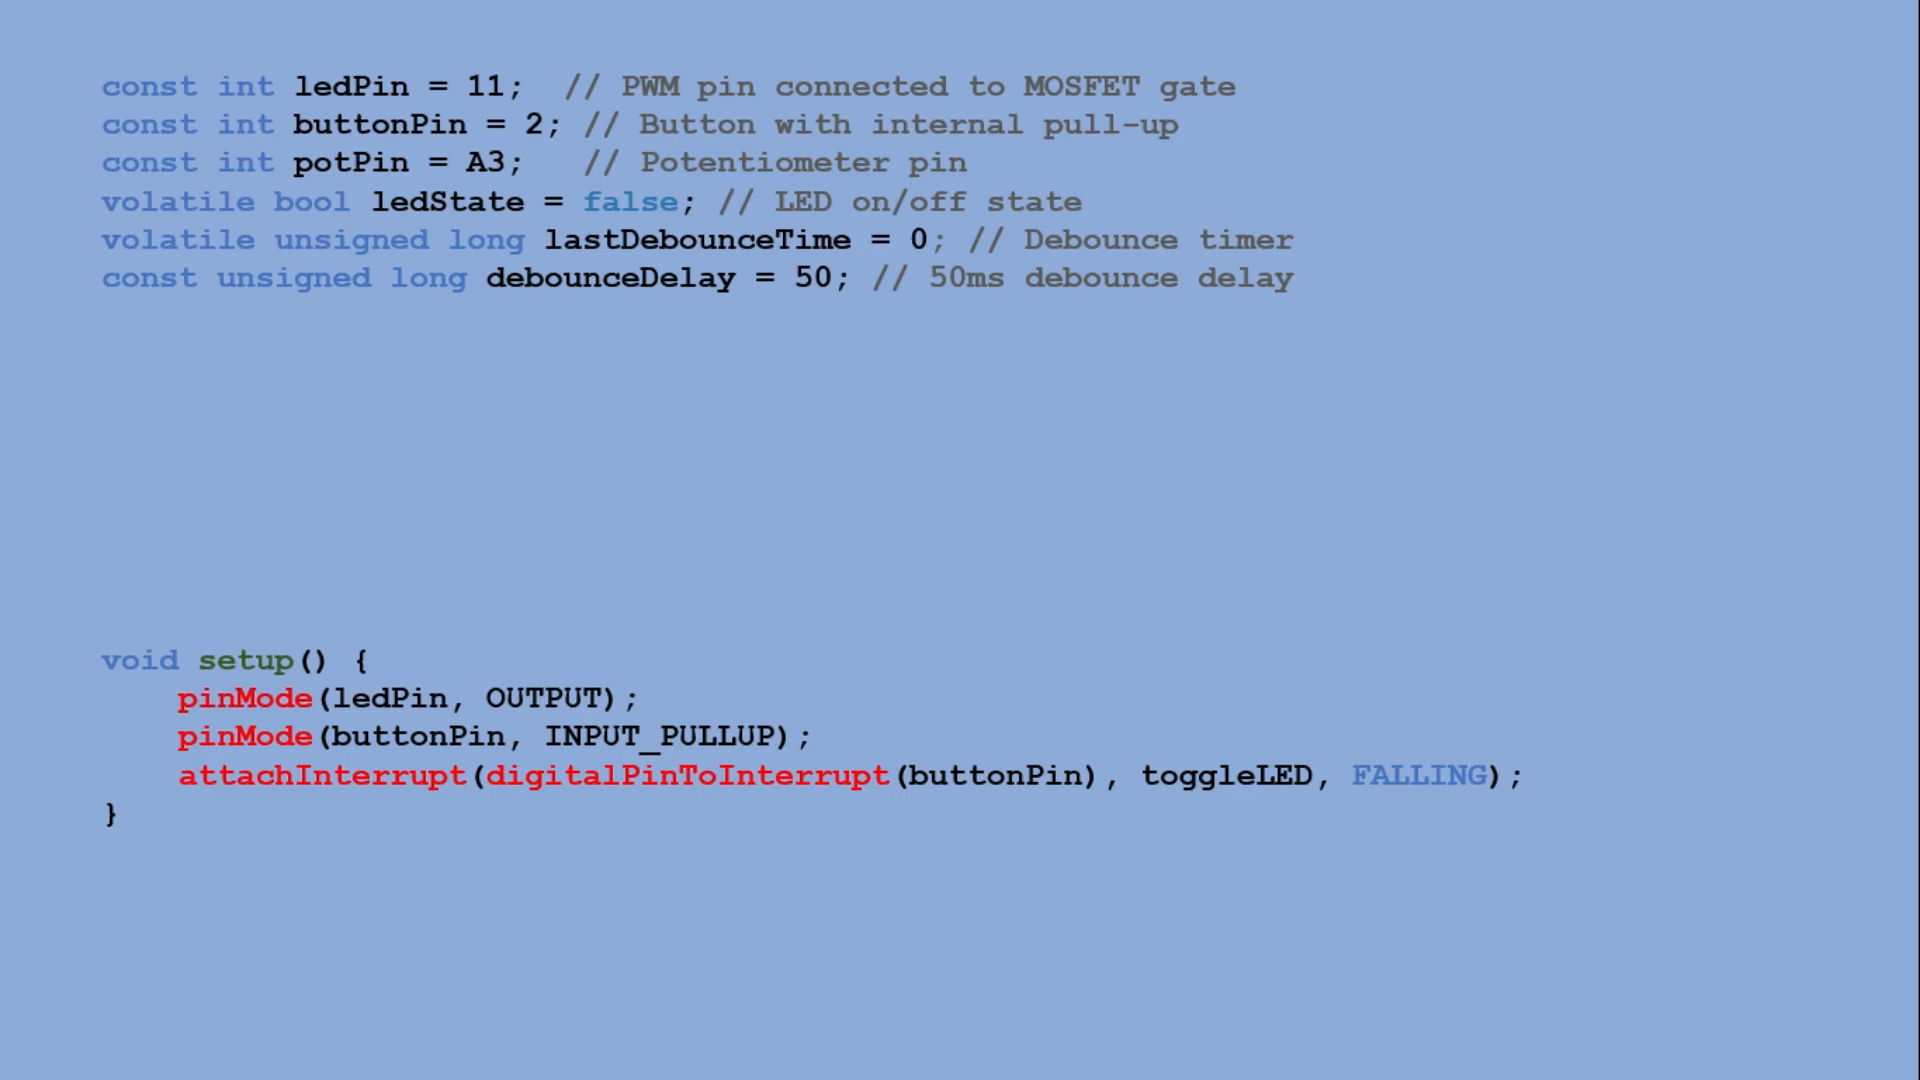 const int ledPin = 11;  // PWM pin connected to MOSFET gate
const int buttonPin = 2; // Button with internal pull-up
const int potPin = A3;   // Potentiometer pin
volatile bool ledState = false; // LED on/off state
volatile unsigned long lastDebounceTime = 0; // Debounce timer
const unsigned long debounceDelay = 50; // 50ms debounce delay
void setup() {
    pinMode(ledPin, OUTPUT);
    pinMode(buttonPin, INPUT_PULLUP);
    attachInterrupt(digitalPinToInterrupt(buttonPin), toggleLED, FALLING);
}